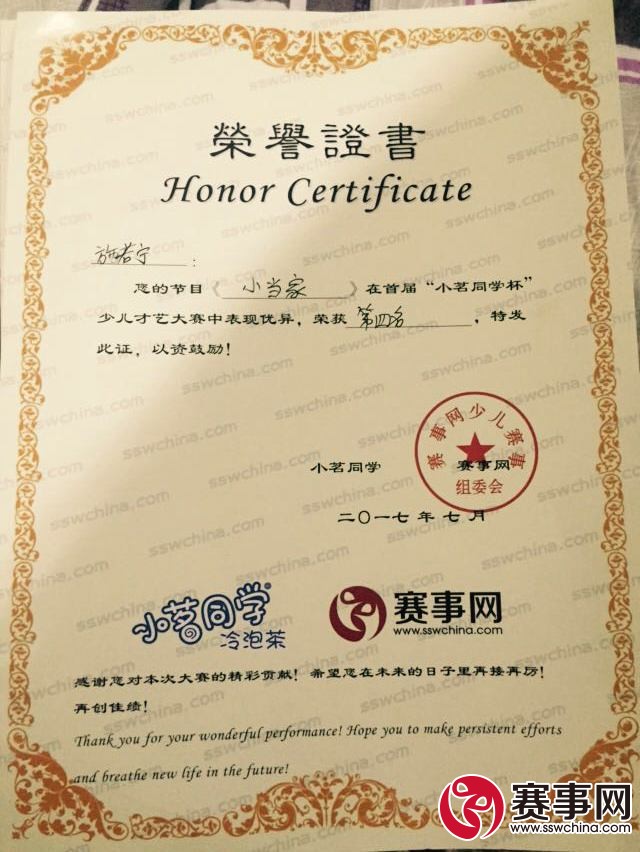 榮譽證書
Honor Certificate
施若宁:
您的节目《小当家》在首届“小茗同学杯”
少儿才艺大赛中表现优异，荣获第四名，特发
此证，以资鼓励！
赛事网少儿赛事
组委会
小茗同学 赛事网
二〇一七年七月
小茗同学®
冷泡茶
赛事网
www.sswchina.com
感谢您对本次大赛的精彩贡献！希望您在未来的日子里再接再厉！
再创佳绩！
Thank you for your wonderful performance! Hope you to make persistent efforts
and breathe new life in the future!
sswchina.com
赛事网
www.sswchina.com